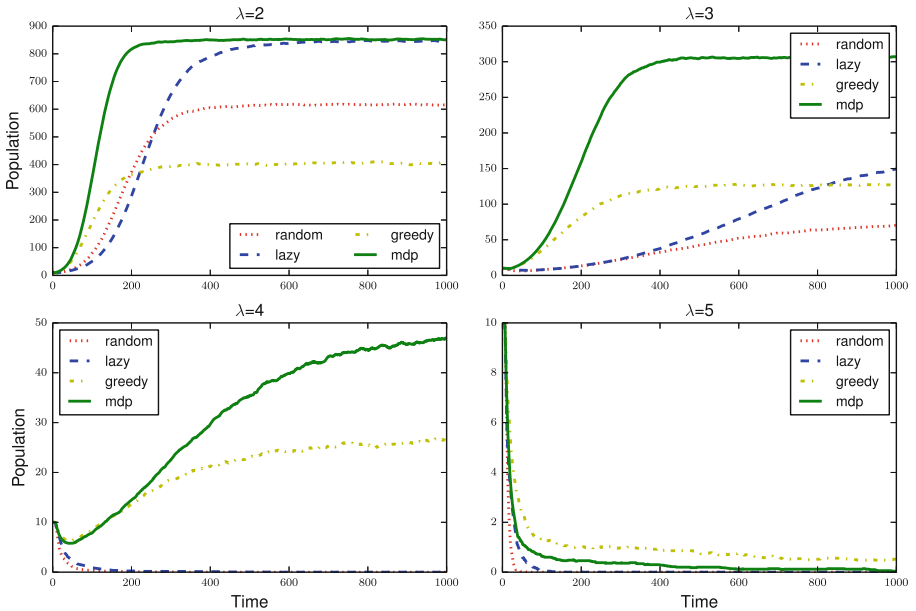 λ=2
Population
900
800
700
600
500
400
300
200
100
0
0 200 400 600 800 1000
random greedy
lazy mdp
λ=3
350
300
250
200
150
100
50
0
0 200 400 600 800 1000
random
lazy
greedy
mdp
λ=4
Population
50
40
30
20
10
0
0 200 400 600 800 1000
Time
random
lazy
greedy
mdp
λ=5
10
8
6
4
2
0
0 200 400 600 800 1000
Time
random
lazy
greedy
mdp